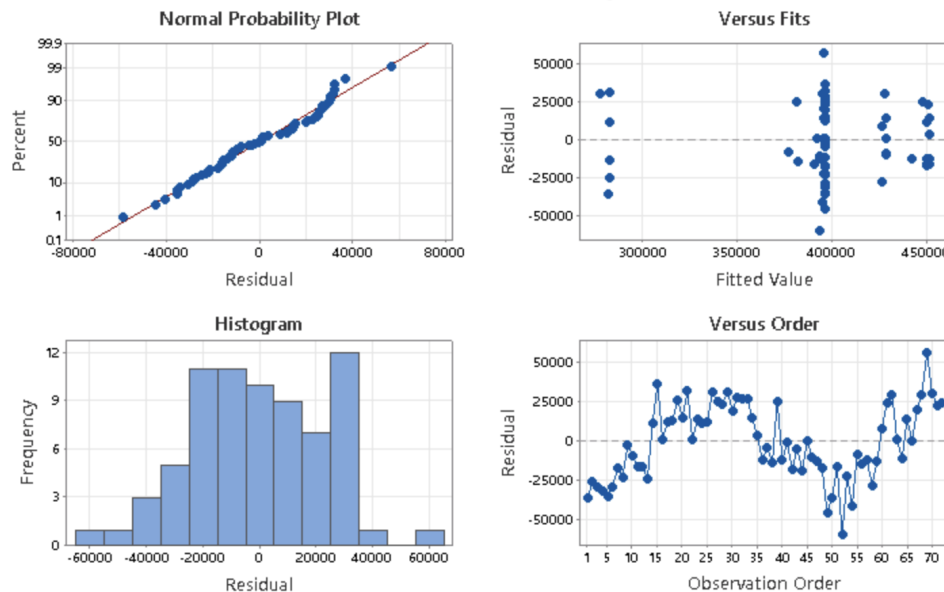 Normal Probability Plot
99.9
99
90
50
10
1
0.1
-80000 -40000 0 40000 80000
Percent
Residual
Versus Fits
50000
25000
0
-25000
-50000
300000 350000 400000 450000
Residual
Fitted Value
Histogram
12
9
6
3
0
-60000 -40000 -20000 0 20000 40000 60000
Frequency
Residual
Versus Order
50000
25000
0
-25000
-50000
1 5 10 15 20 25 30 35 40 45 50 55 60 65 70
Residual
Observation Order